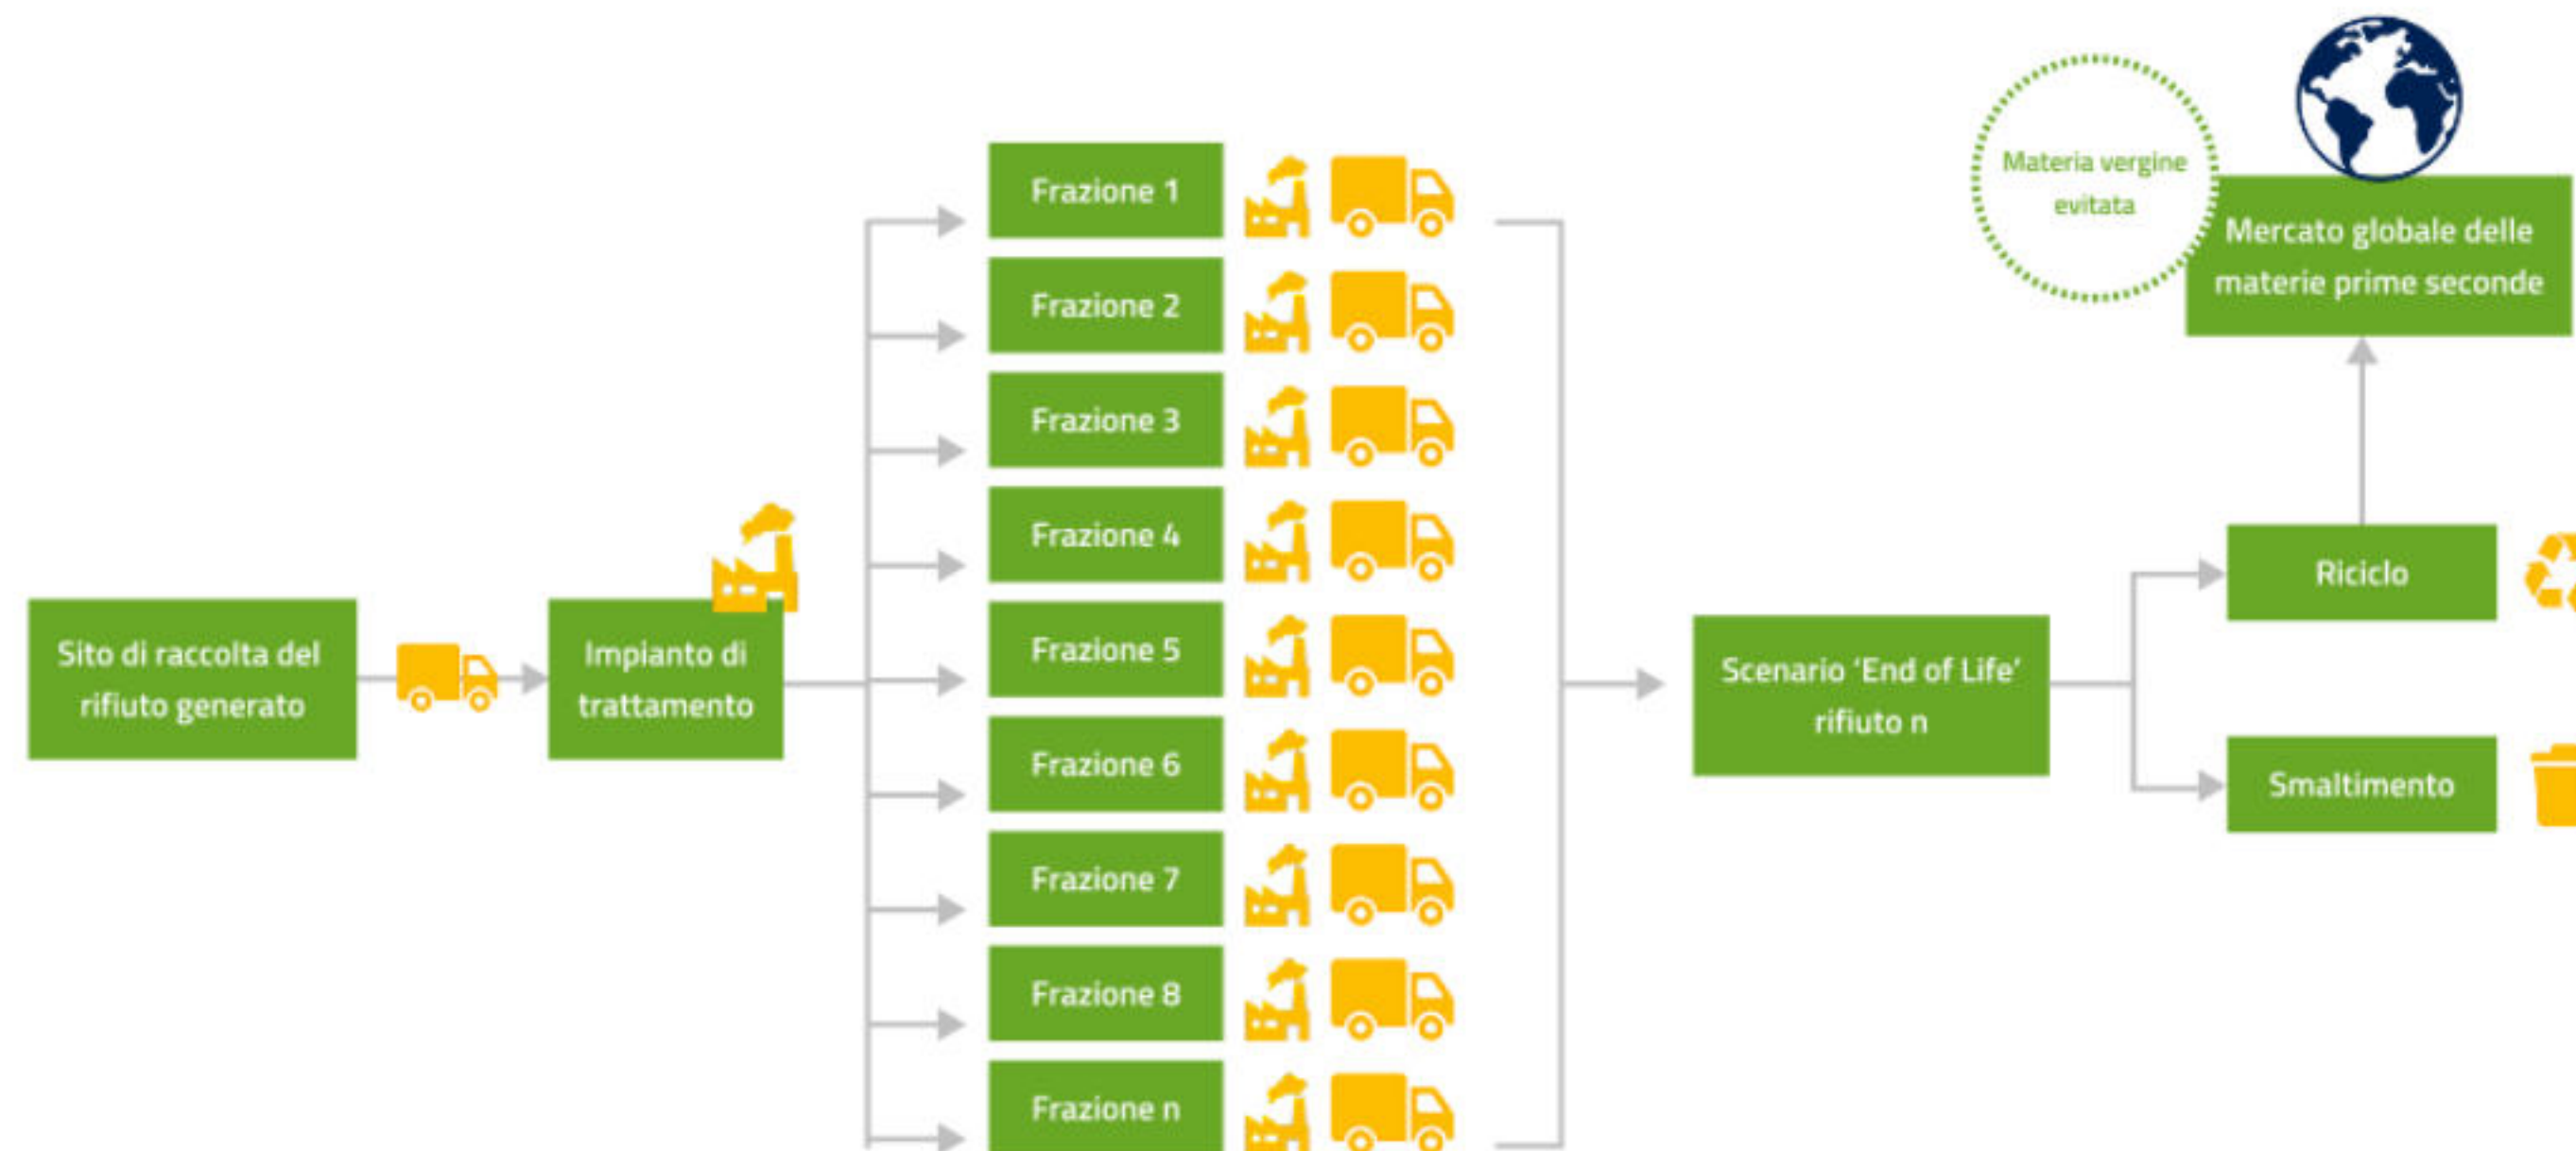 Sito di raccolta del
rifiuto generato
Impianto di
trattamento
Frazione 1
Frazione 2
Frazione 3
Frazione 4
Frazione 5
Frazione 6
Frazione 7
Frazione 8
Frazione n
Scenario ‘End of Life’
rifiuto n
Materia vergine
evitata
Mercato globale delle
materie prime seconde
Riciclo
Smaltimento